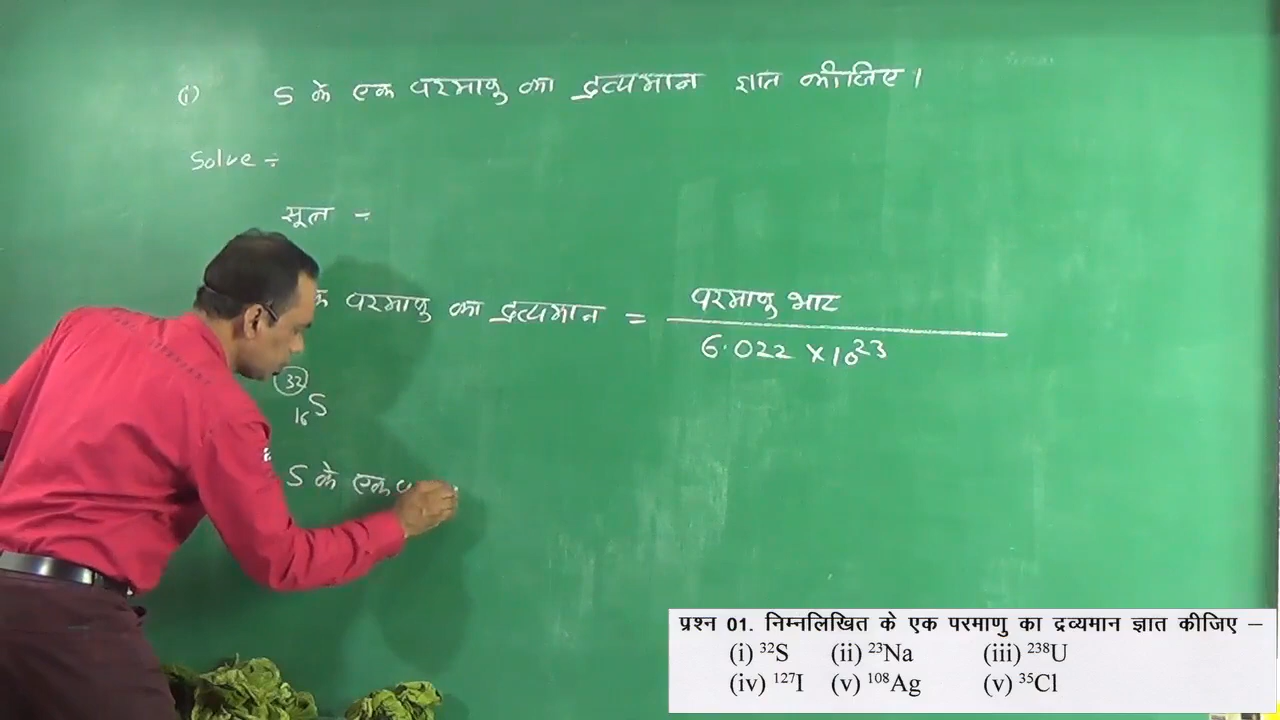 (i) S के एक परमाणु का द्रव्यमान ज्ञात कीजिए।
Solve ÷
सूत्र ÷
क परमाणु का द्रव्यमान = परमाणु भार
6.022 × 10²³
32
16 S
S के एक प
प्रश्न 01. निम्नलिखित के एक परमाणु का द्रव्यमान ज्ञात कीजिए –
(i) ³²S (ii) ²³Na (iii) ²³⁸U
(iv) ¹²⁷I (v) ¹⁰⁸Ag (v) ³⁵Cl